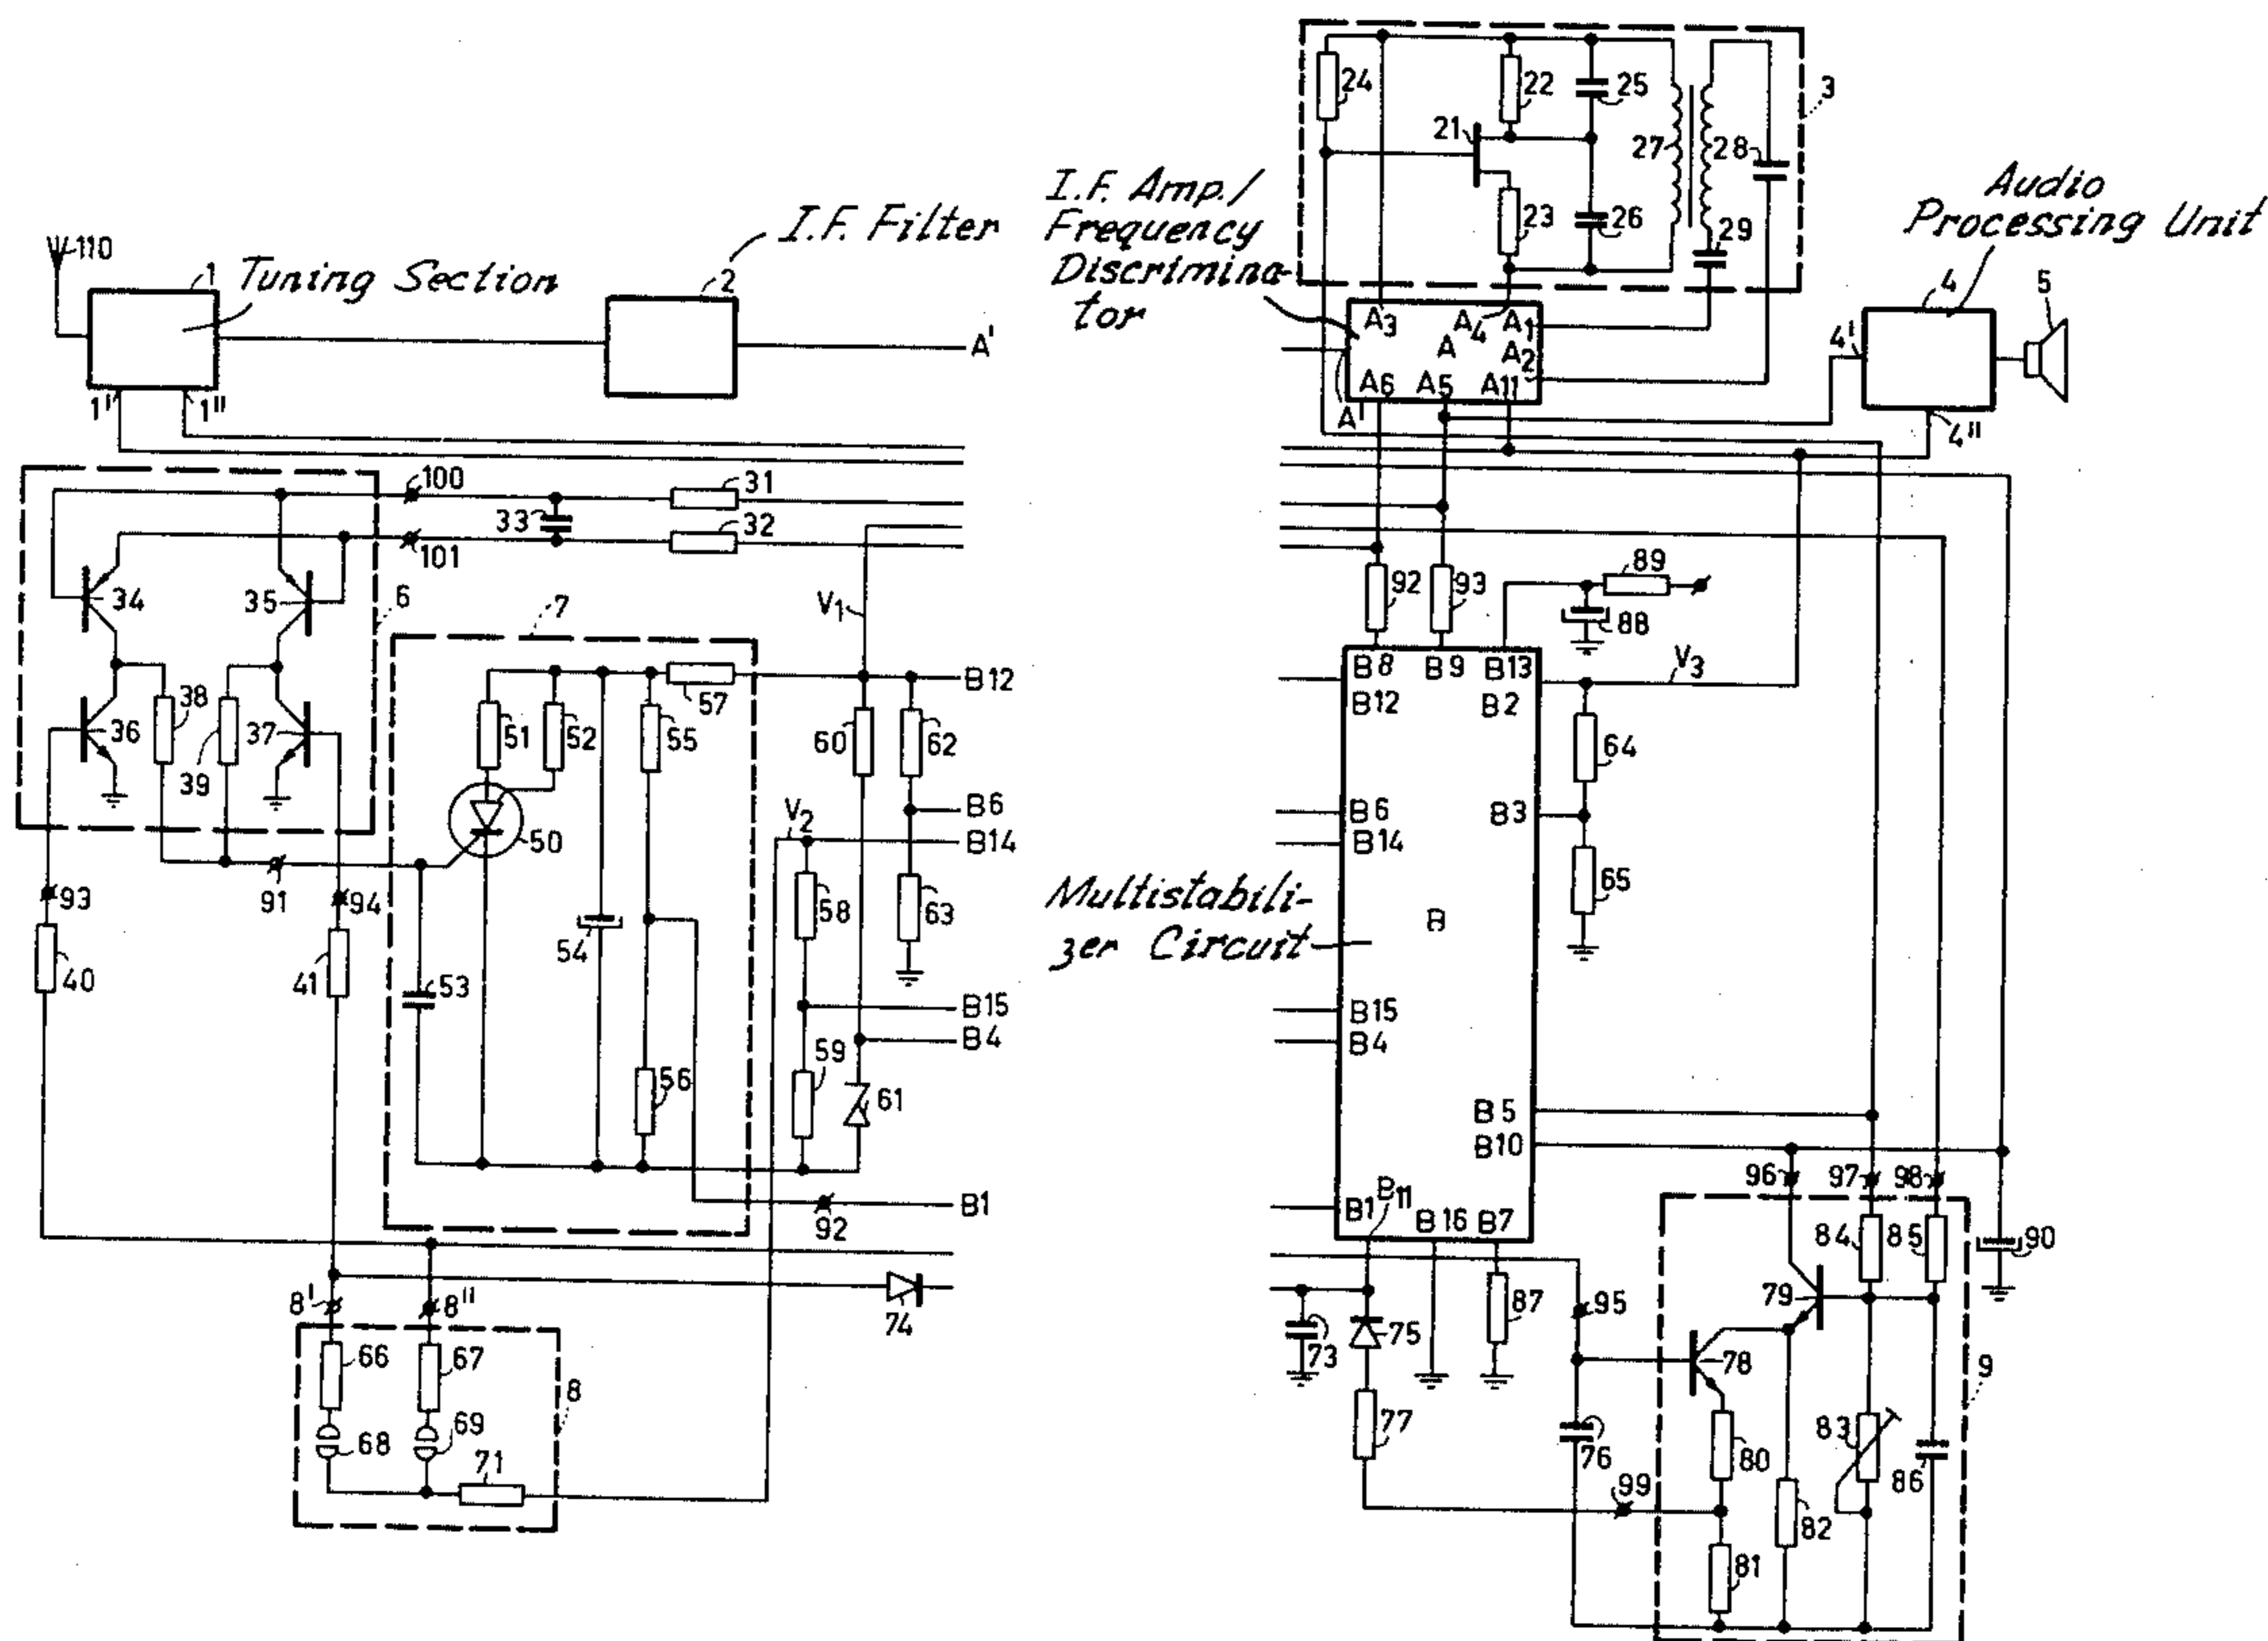 110
1
Tuning Section
2
I.F. Filter
A'
1'
1"
I.F. Amp./
Frequency
Discrimina-
tor
24
22
25
3
21
27
28
23
26
29
A3
A4
A1
A
A2
A6
A5
A11
A'
Audio
Processing Unit
4
5
4'
4"
100
31
33
32
101
34
35
6
36
38
37
39
93
91
94
40
41
7
V1
57
B12
51
52
55
60
62
50
V2
B6
B14
58
63
54
53
B15
59
B4
56
61
B1
92
8'
8"
74
66
67
8
68
69
71
92
93
89
88
B8
B9
B13
V3
B12
B2
64
B6
B3
B14
65
Multistabili-
zer Circuit
B
B15
B4
B5
B10
B1
B11
B16
B7
96
97
98
84
85
90
87
95
79
73
75
78
9
77
76
80
83
86
99
82
81